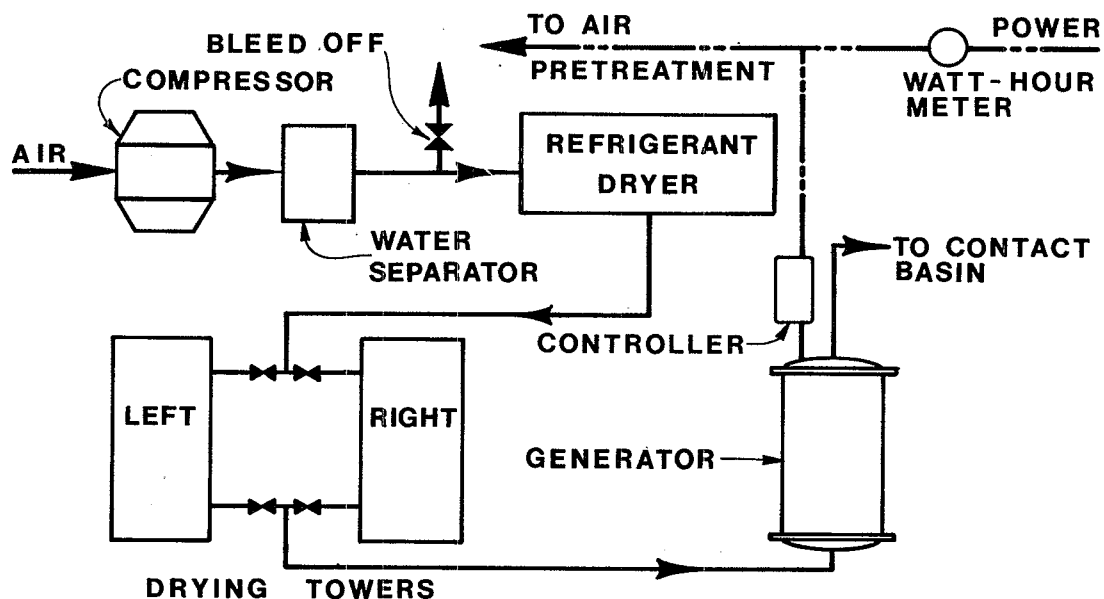 TO AIR
PRETREATMENT
POWER
BLEED OFF
COMPRESSOR
WATT-HOUR
METER
AIR
REFRIGERANT
DRYER
WATER
SEPARATOR
TO CONTACT
BASIN
CONTROLLER
LEFT
RIGHT
GENERATOR
DRYING TOWERS